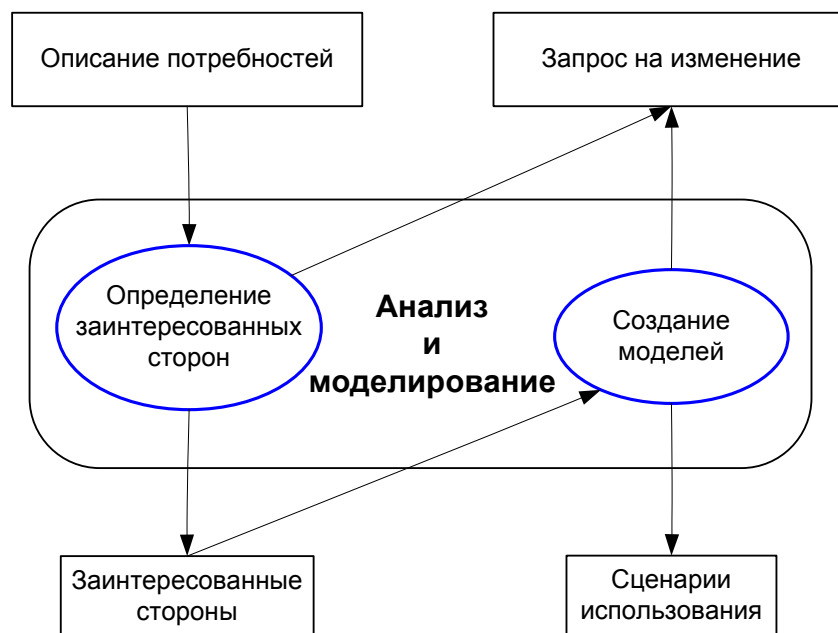 Описание потребностей
Запрос на изменение
Определение
заинтересованных
сторон
Анализ
и
моделирование
Создание
моделей
Заинтересованные
стороны
Сценарии
использования